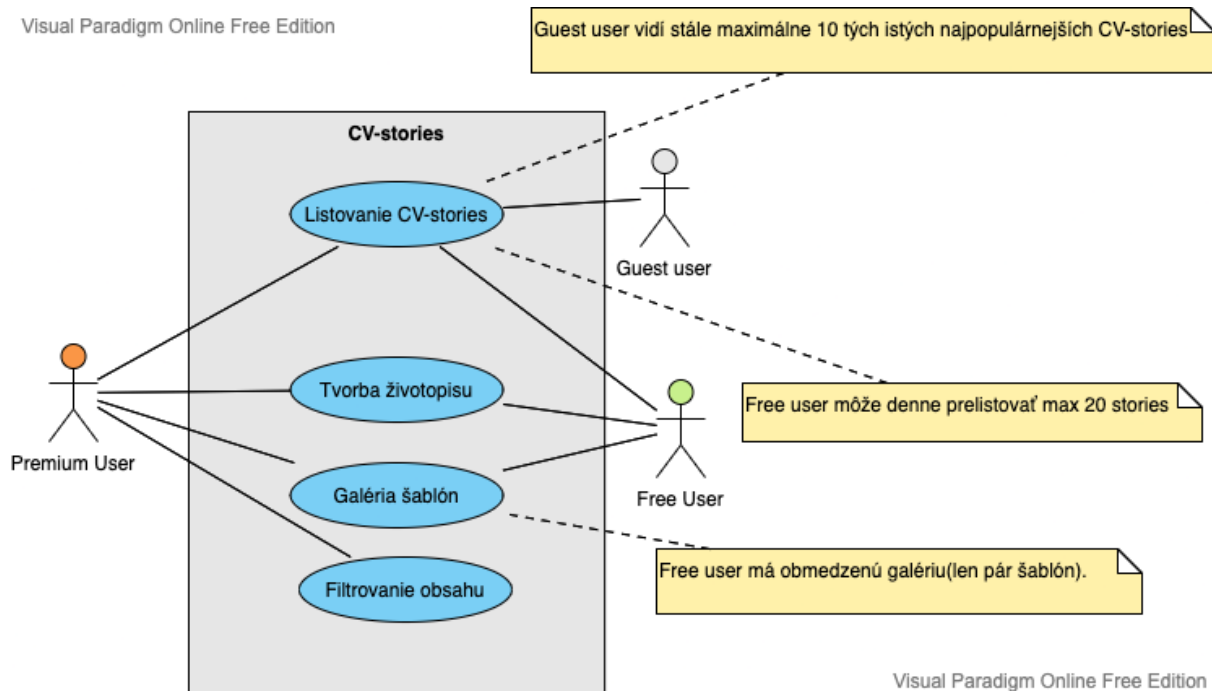 Visual Paradigm Online Free Edition
Guest user vidí stále maximálne 10 tých istých najpopulárnejších CV-stories
CV-stories
Listovanie CV-stories
Guest user
Tvorba životopisu
Free user môže denne prelistovať max 20 stories
Premium User
Galéria šablón
Free User
Free user má obmedzenú galériu(len pár šablón).
Filtrovanie obsahu
Visual Paradigm Online Free Edition